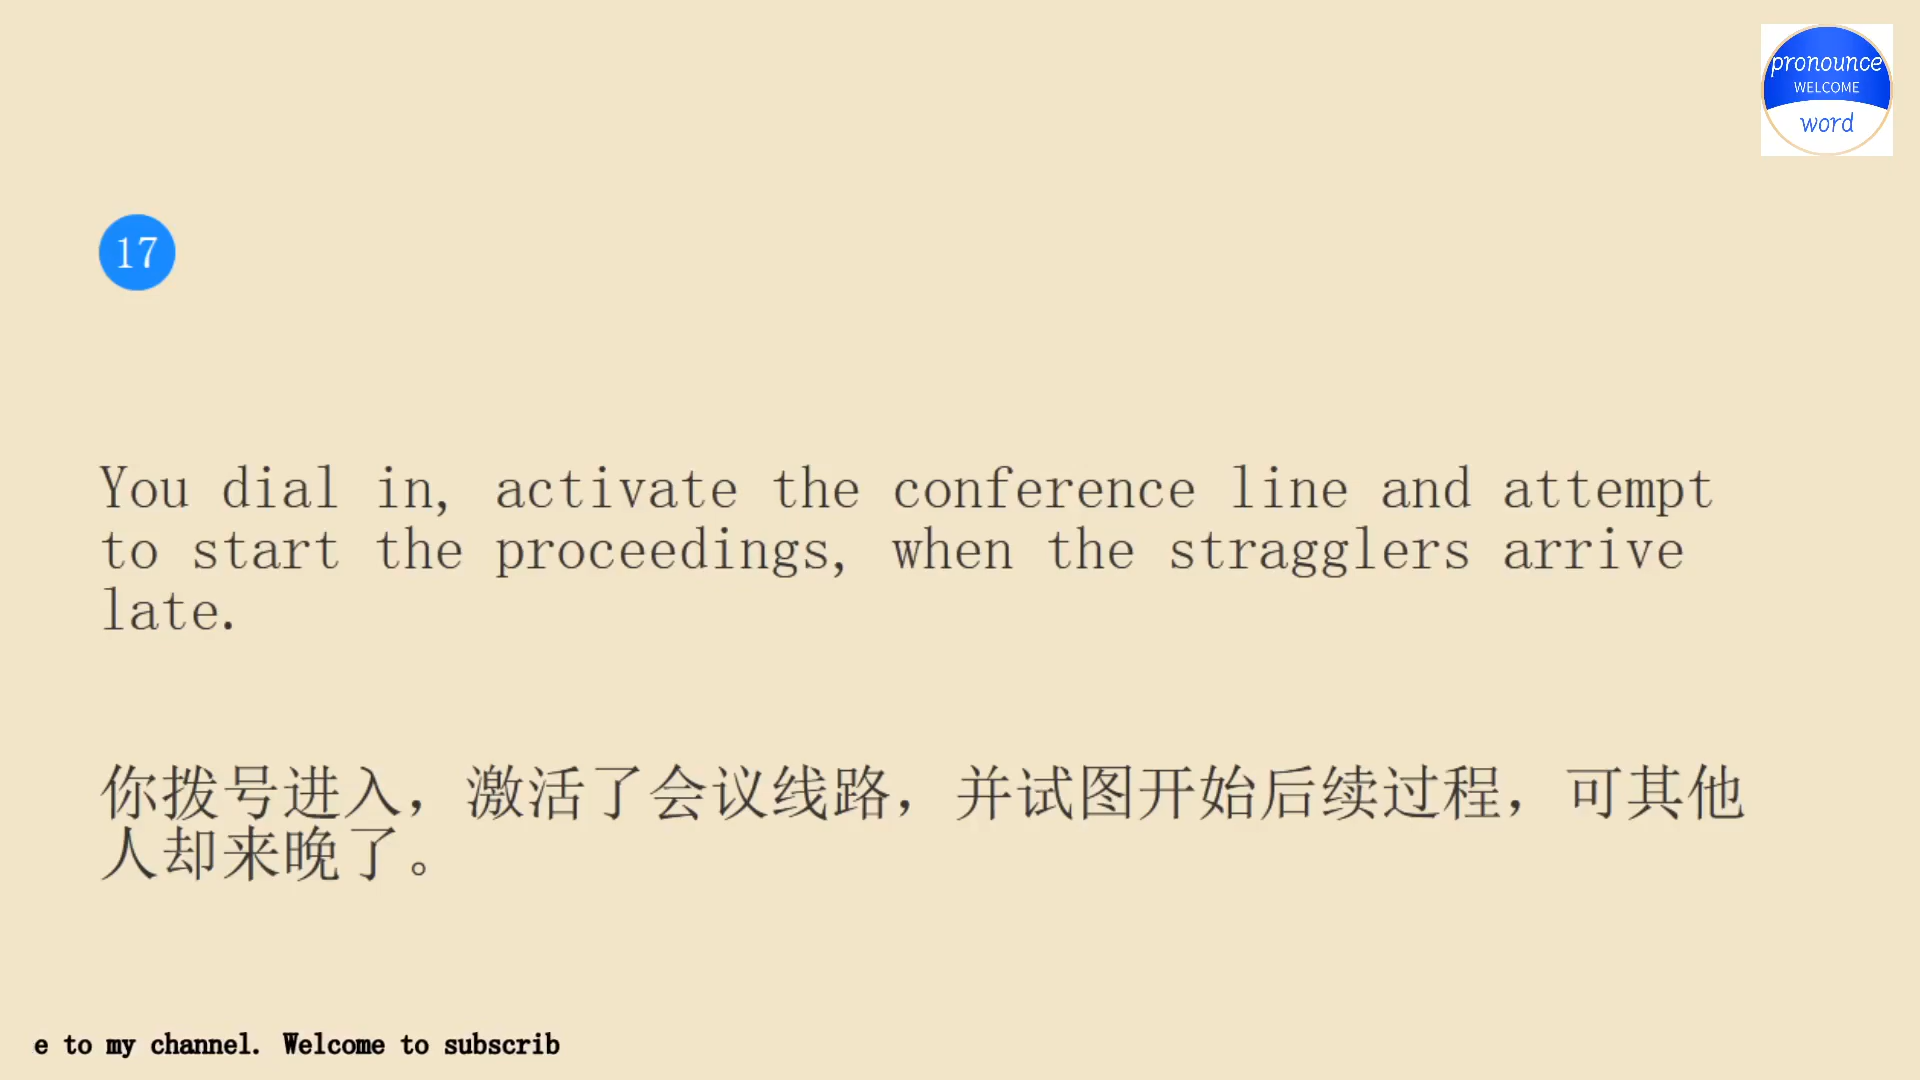 pronounce
WELCOME
word
17
You dial in, activate the conference line and attempt
to start the proceedings, when the stragglers arrive
late.
你拨号进入，激活了会议线路，并试图开始后续过程，可其他
人却来晚了。
e to my channel. Welcome to subscrib